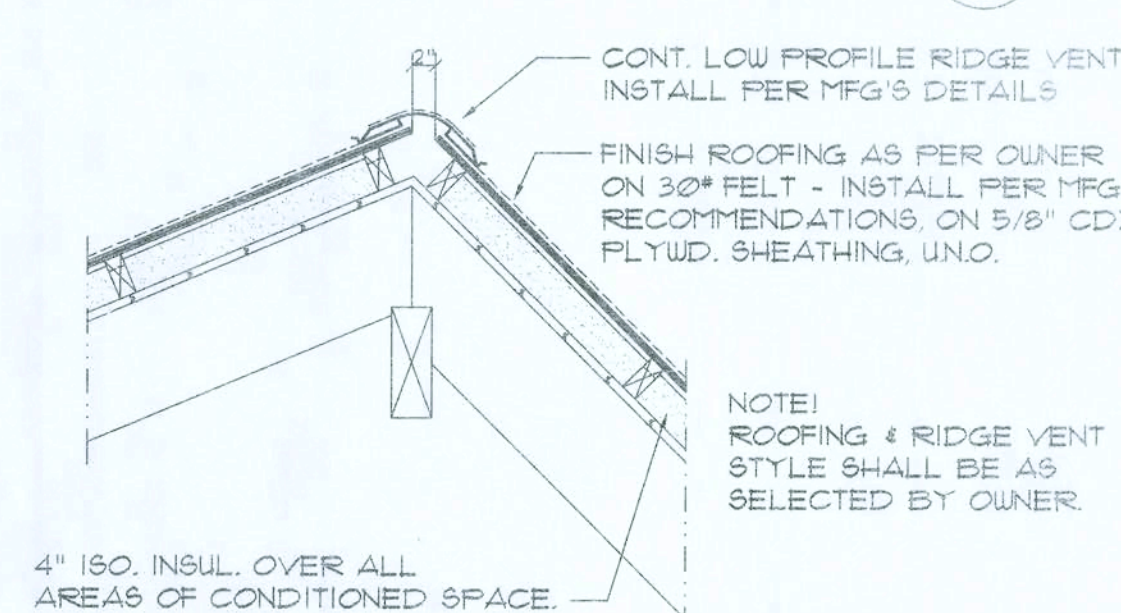 2"
CONT. LOW PROFILE RIDGE VENT
INSTALL PER MFG'S DETAILS
FINISH ROOFING AS PER OWNER
ON 30# FELT - INSTALL PER MFG
RECOMMENDATIONS, ON 5/8" CDX
PLYWD. SHEATHING, U.N.O.
NOTE!
ROOFING & RIDGE VENT
STYLE SHALL BE AS
SELECTED BY OWNER.
4" ISO. INSUL. OVER ALL
AREAS OF CONDITIONED SPACE.